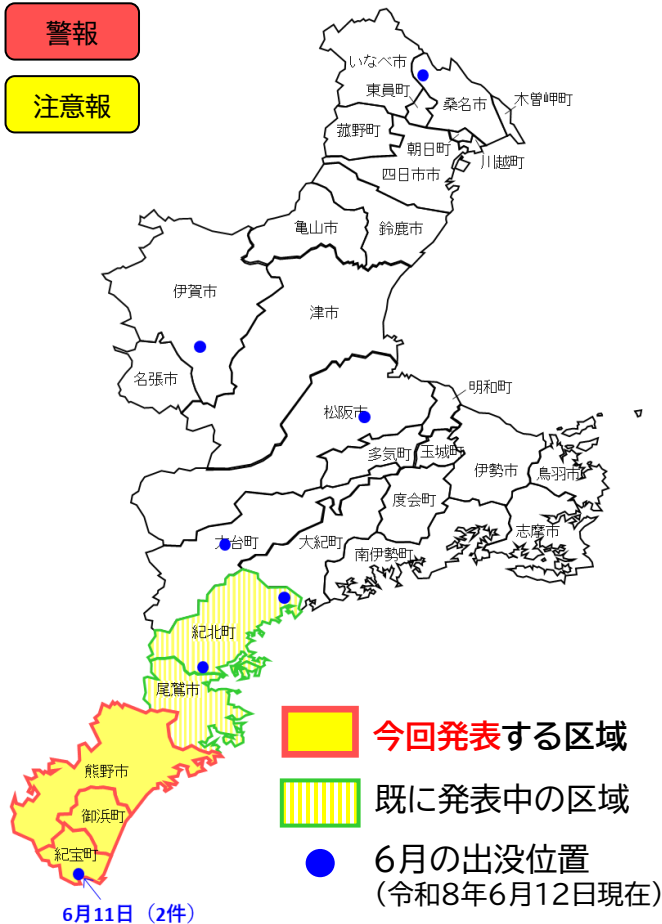 警報
注意報
いなべ市
東員町
桑名市
木曽岬町
菰野町
朝日町
川越町
四日市市
亀山市
鈴鹿市
伊賀市
津市
名張市
明和町
松阪市
多気町
玉城町
伊勢市
鳥羽市
度会町
志摩市
大台町
大紀町
南伊勢町
紀北町
尾鷲市
今回発表する区域
熊野市
既に発表中の区域
御浜町
紀宝町
6月の出没位置
(令和8年6月12日現在)
6月11日（2件）